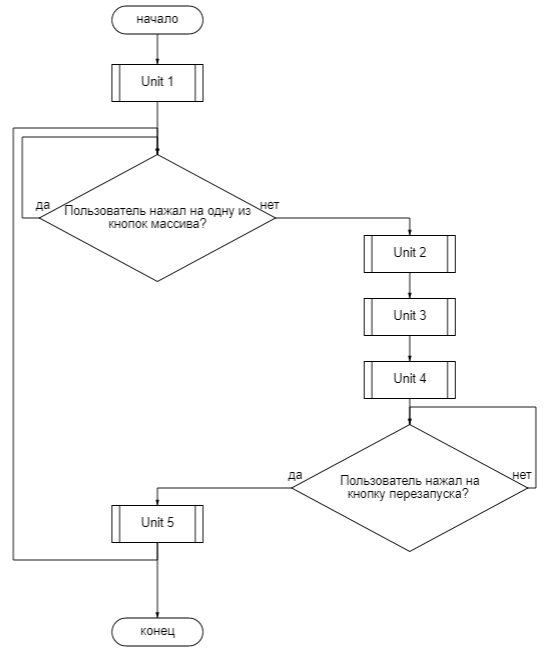 начало
Unit 1
да
Пользователь нажал на одну из
кнопок массива?
нет
Unit 2
Unit 3
Unit 4
да
Пользователь нажал на
кнопку перезапуска?
нет
Unit 5
конец